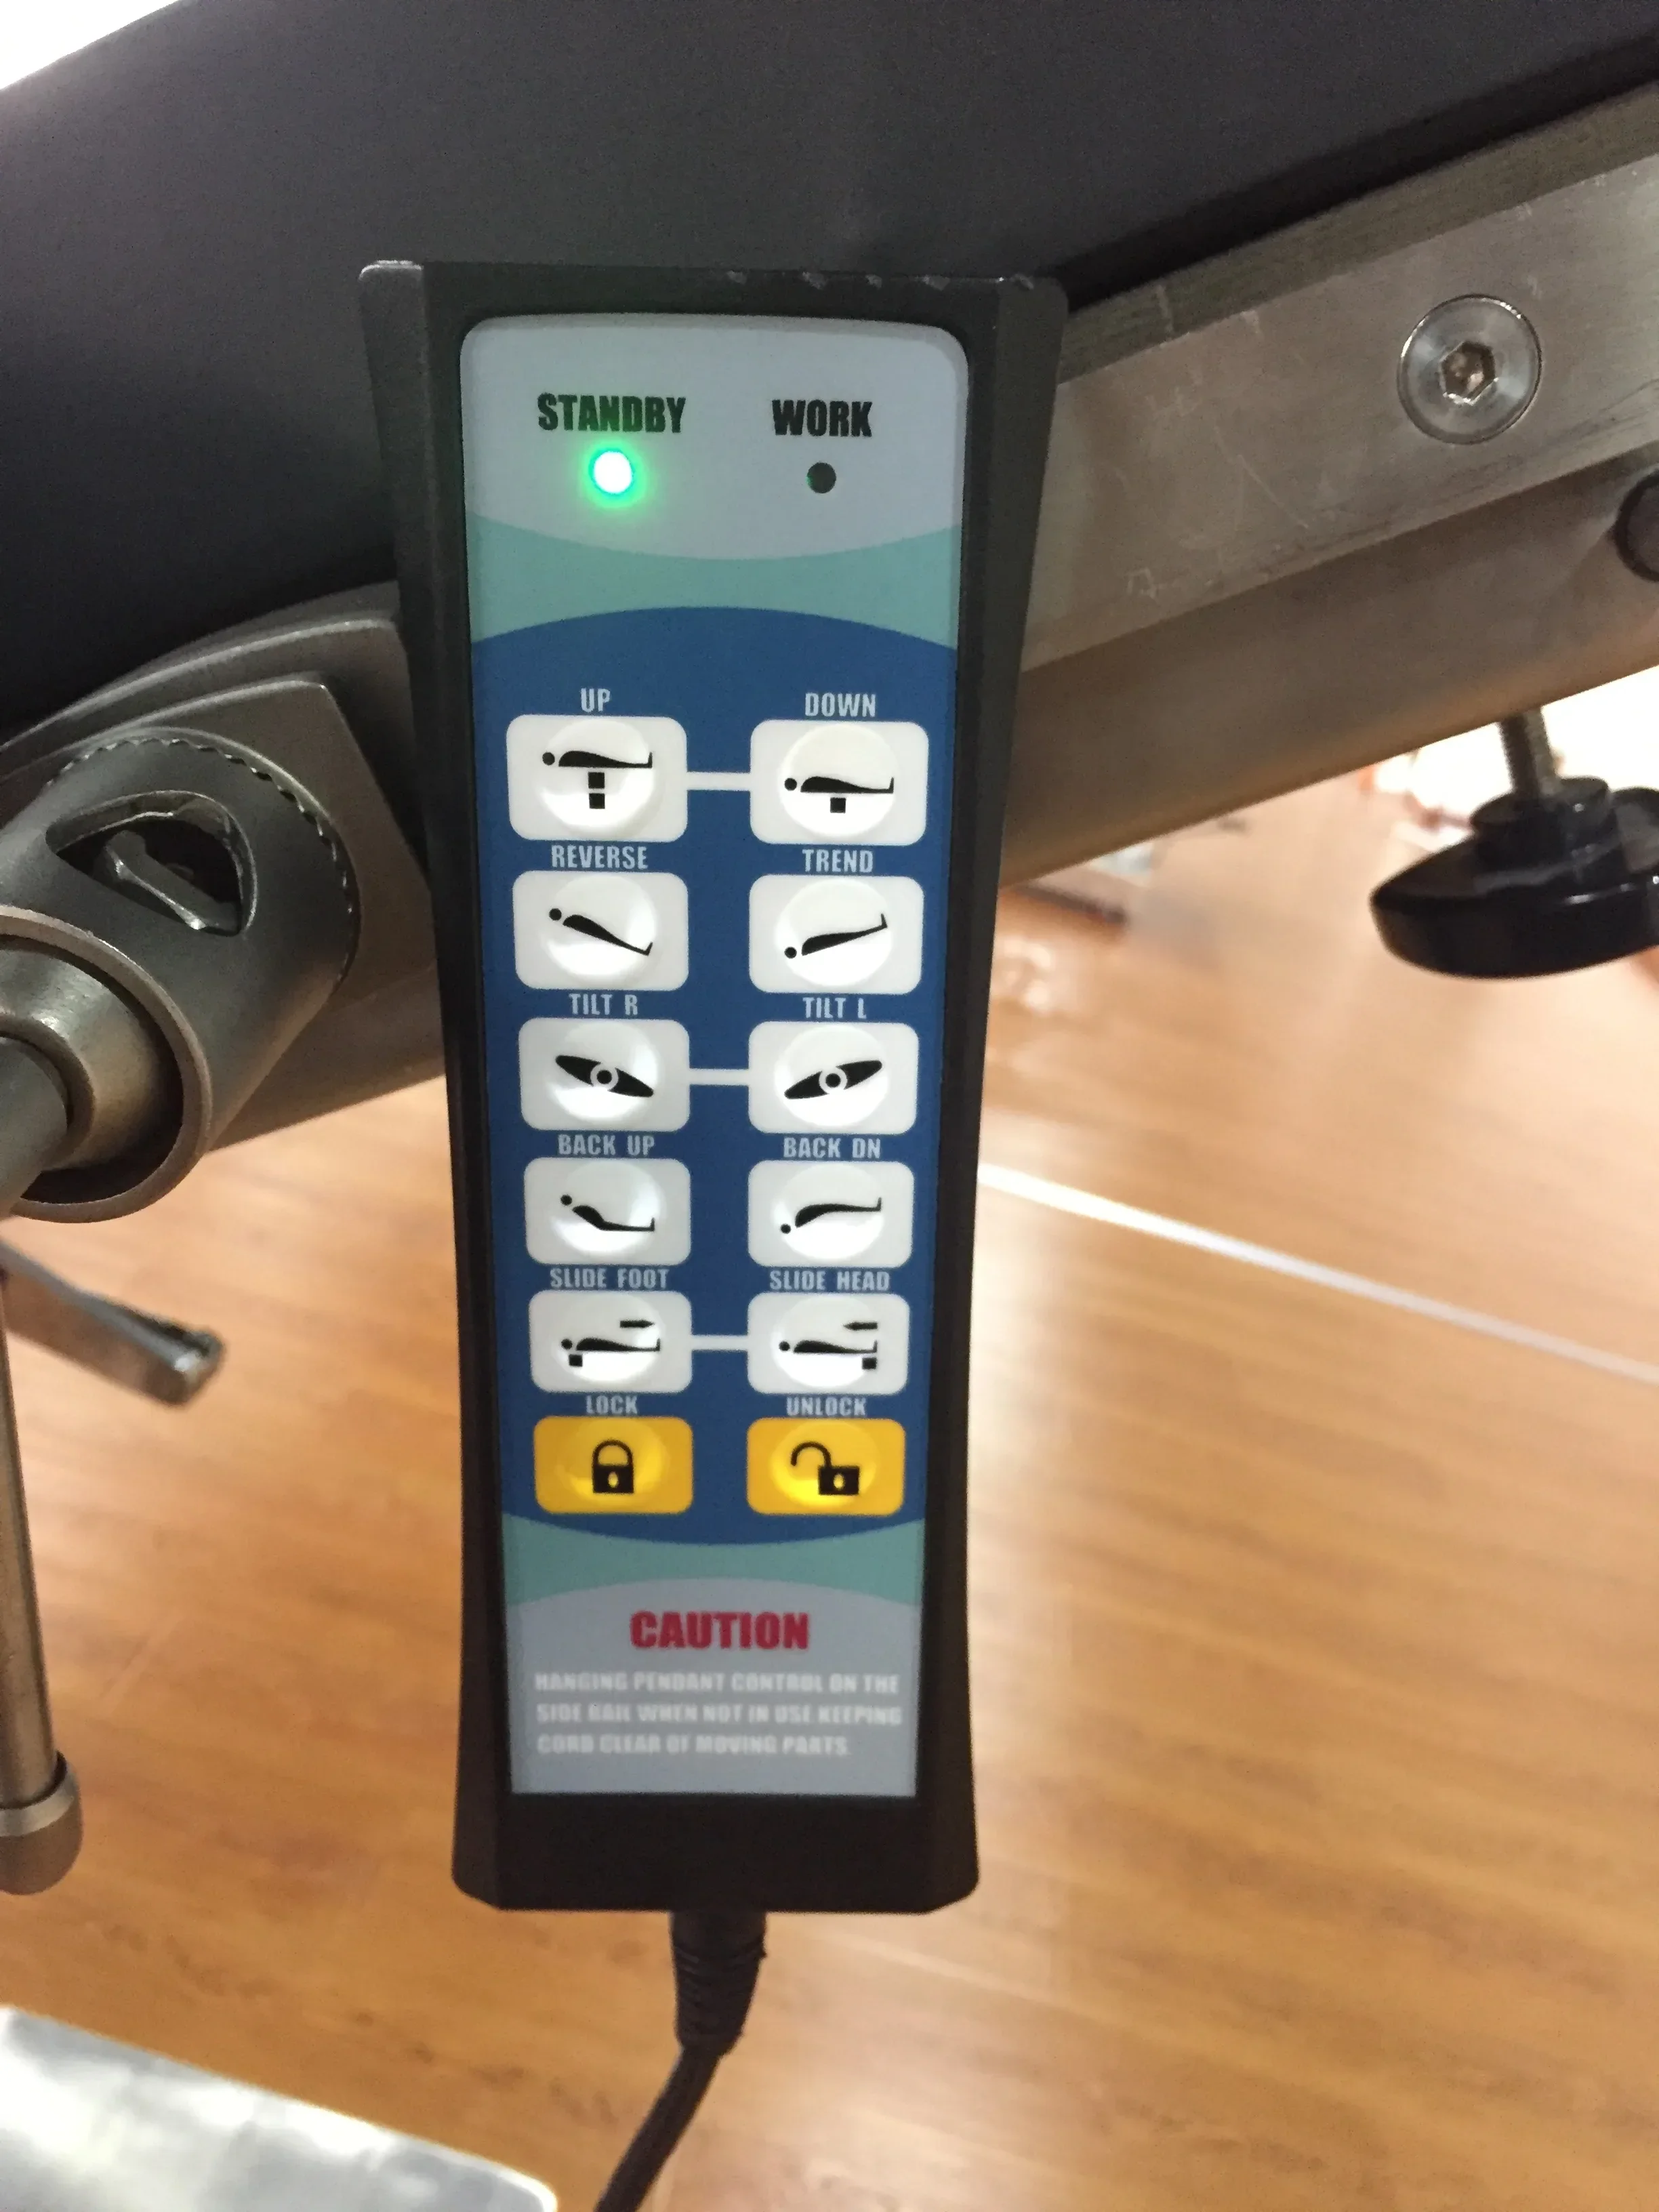 STANDBY WORK
UP DOWN
REVERSE TREND
TILT R TILT L
BACK UP BACK DN
SLIDE FOOT SLIDE HEAD
LOCK UNLOCK
CAUTION
HANGING PENDANT CONTROL ON THE
SIDE RAIL WHEN NOT IN USE KEEPING
CORD CLEAR OF MOVING PARTS.